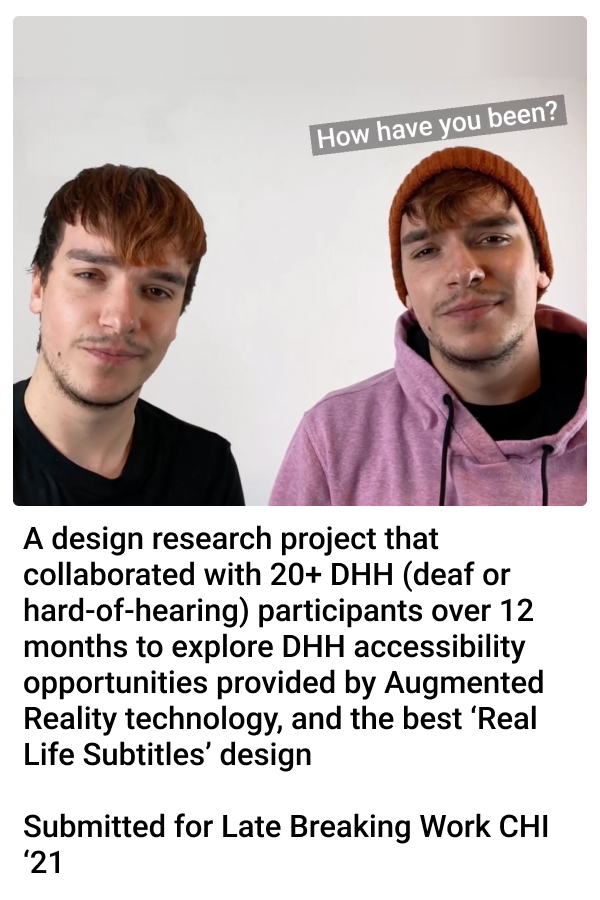 How have you been?
A design research project that
collaborated with 20+ DHH (deaf or
hard-of-hearing) participants over 12
months to explore DHH accessibility
opportunities provided by Augmented
Reality technology, and the best ‘Real
Life Subtitles’ design
Submitted for Late Breaking Work CHI
‘21